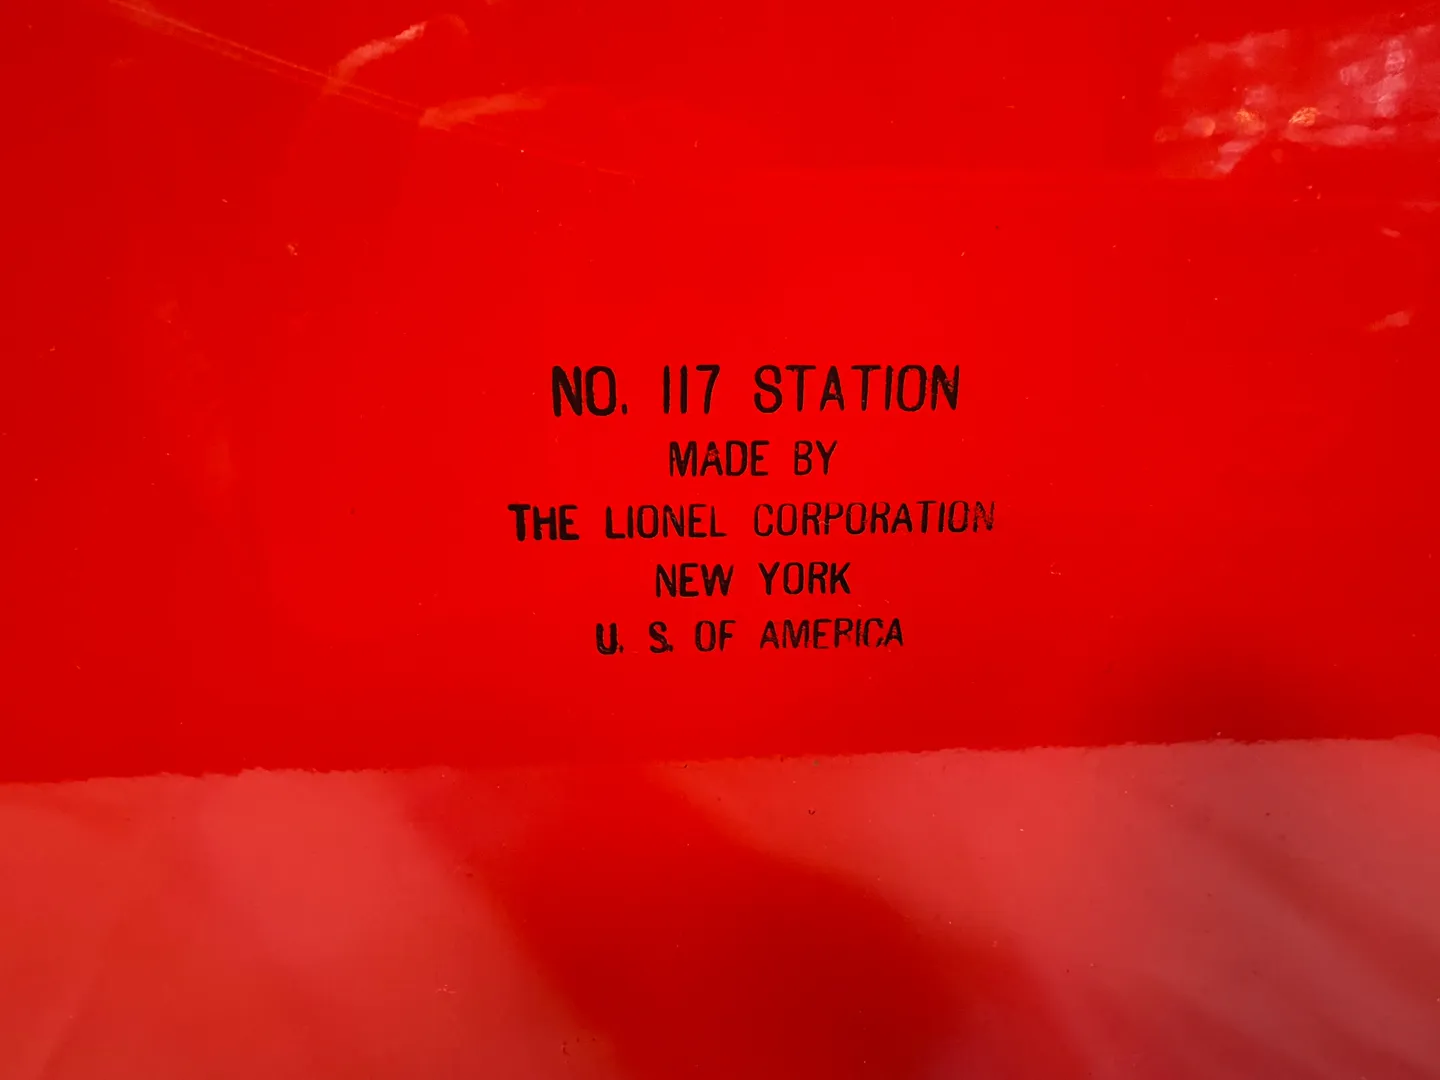 NO. 117 STATION
MADE BY
THE LIONEL CORPORATION
NEW YORK
U. S. OF AMERICA